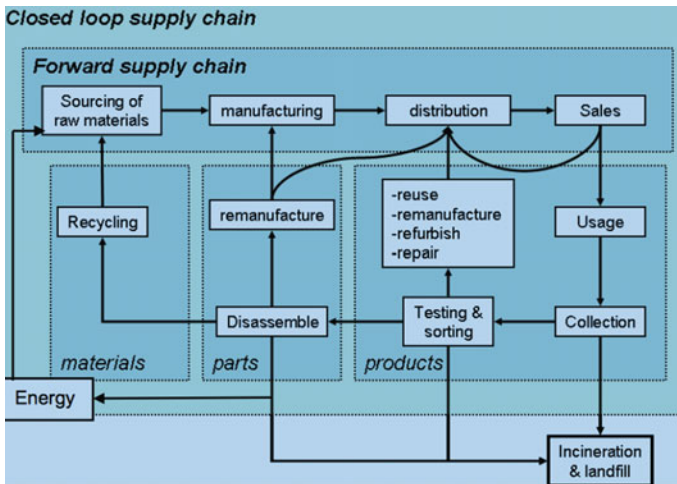 Closed loop supply chain
Forward supply chain
Sourcing of
raw materials
manufacturing
distribution
Sales
Recycling
remanufacture
-reuse
-remanufacture
-refurbish
-repair
Usage
Disassemble
Testing &
sorting
Collection
materials
parts
products
Energy
Incineration
& landfill